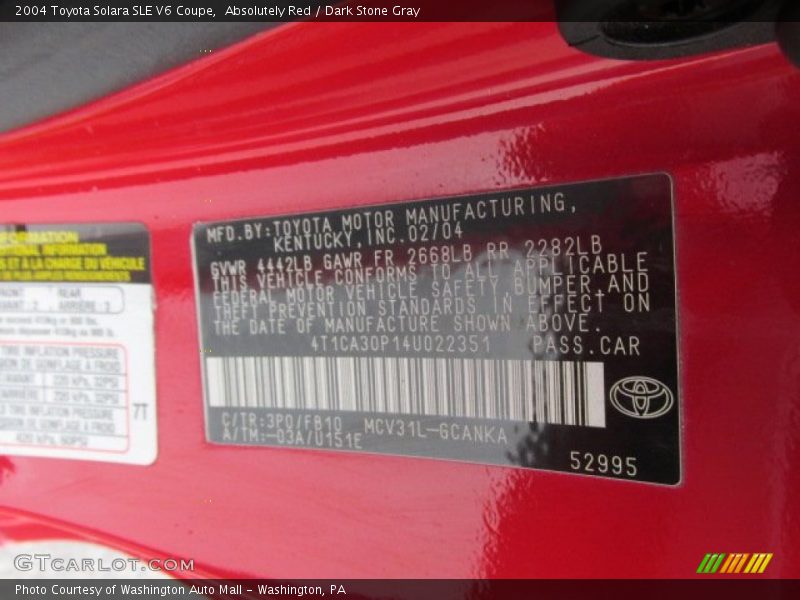 2004 Toyota Solara SLE V6 Coupe,  Absolutely Red / Dark Stone Gray
MFD.BY:TOYOTA MOTOR MANUFACTURING,
KENTUCKY,INC.02/04
GVWR 4442LB GAWR FR 2668LB RR 2282LB
THIS VEHICLE CONFORMS TO ALL APPLICABLE
FEDERAL MOTOR VEHICLE SAFETY,BUMPER,AND
THEFT PREVENTION STANDARDS IN EFFECT ON
THE DATE OF MANUFACTURE SHOWN ABOVE.
4T1CA30P14U022351 PASS.CAR
C/TR:3P0/FB10 MCV31L-GCANKA
A/TM:-03A/U151E
52995
TIRE INFLATION PRESSURE
7T
GTCARLOT.COM
Photo Courtesy of Washington Auto Mall - Washington, PA